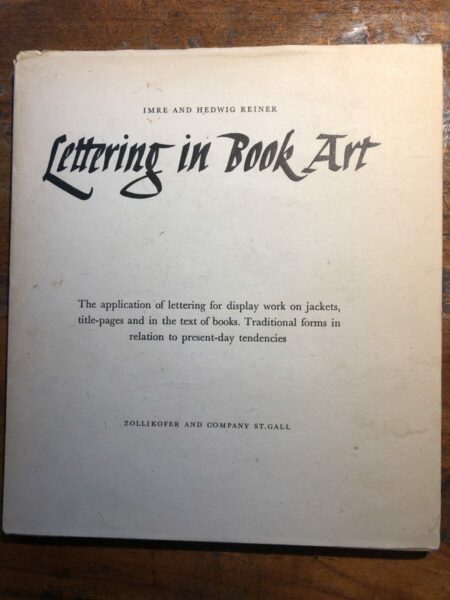 IMRE AND HEDWIG REINER
Lettering in Book Art
The application of lettering for display work on jackets,
title-pages and in the text of books. Traditional forms in
relation to present-day tendencies
ZOLLIKOFER AND COMPANY ST.GALL